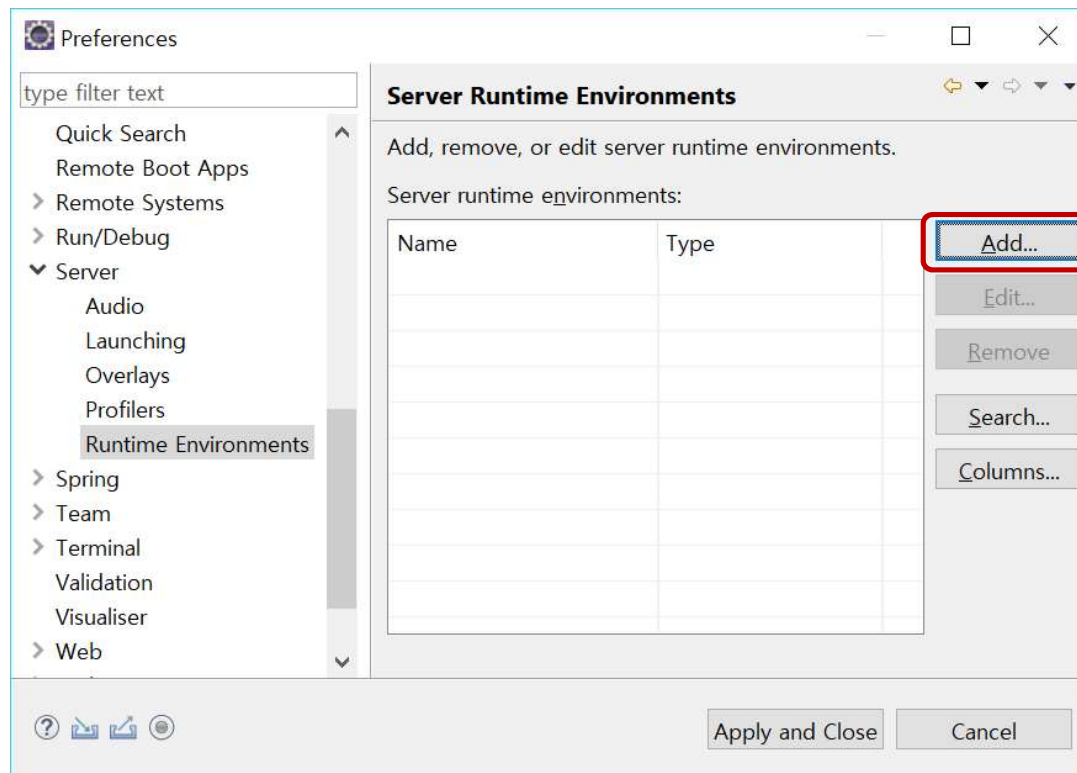 Preferences
type filter text
Quick Search
Remote Boot Apps
Remote Systems
Run/Debug
Server
Audio
Launching
Overlays
Profilers
Runtime Environments
Spring
Team
Terminal
Validation
Visualiser
Web
Server Runtime Environments
Add, remove, or edit server runtime environments.
Server runtime environments:
Name Type
Add...
Edit...
Remove
Search...
Columns...
Apply and Close Cancel